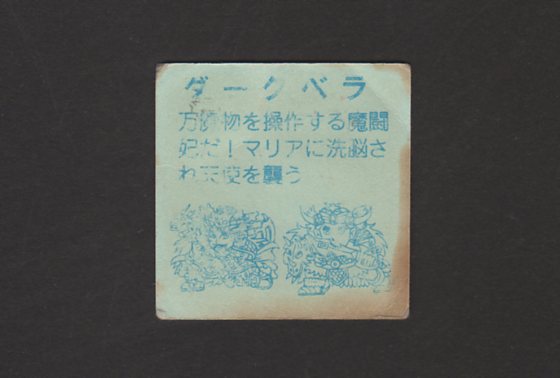 ダークベラ
万鏡物を操作する魔闘
妃だ!マリアに洗脳さ
れ天使を襲う